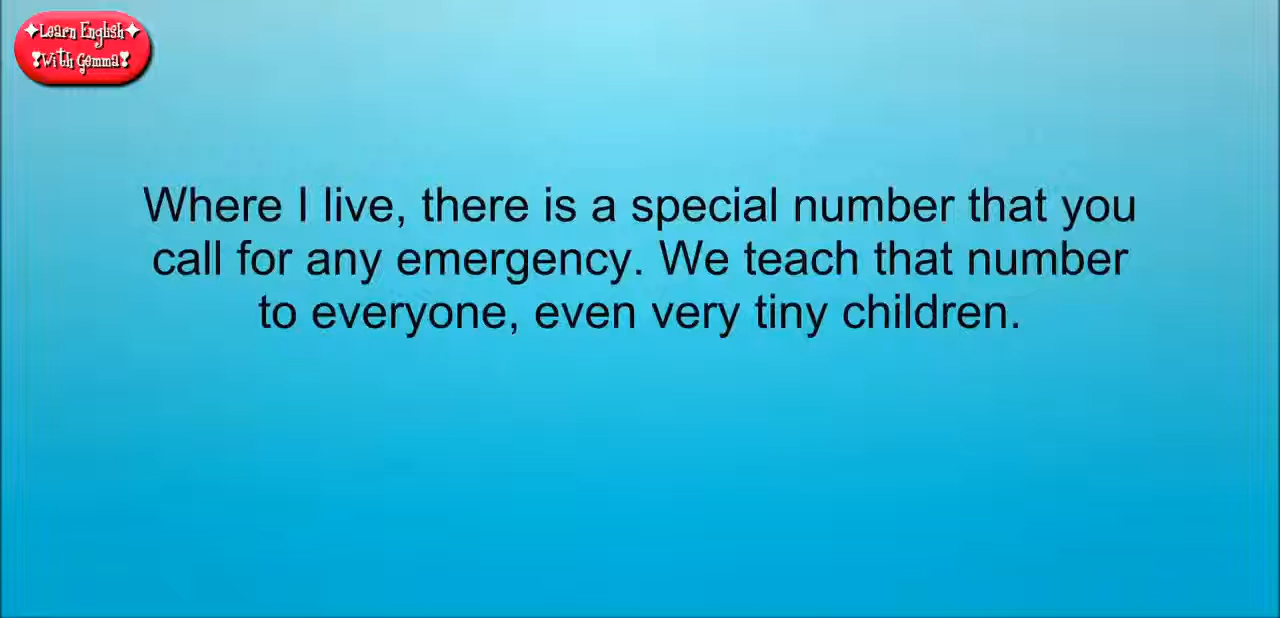 ✦Learn English✦
❣With Gemma❣
Where I live, there is a special number that you
call for any emergency. We teach that number
to everyone, even very tiny children.